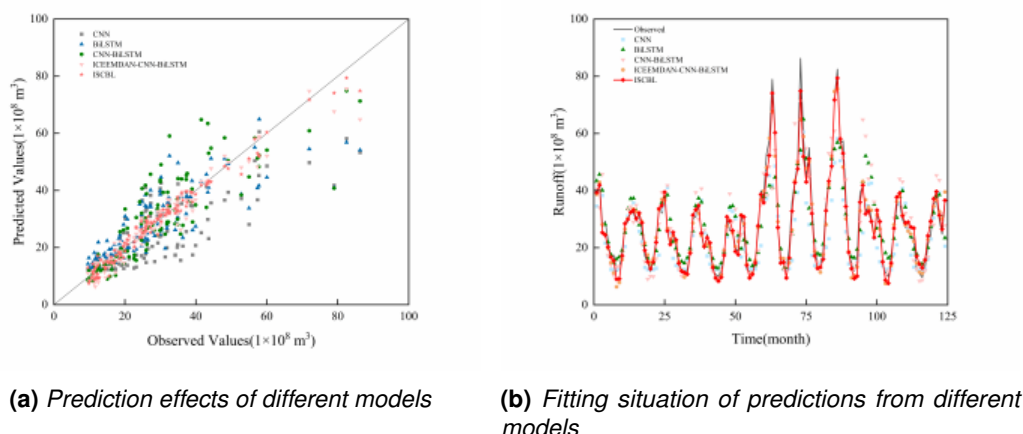 100
80
60
40
20
0
Predicted Values(1×10⁸ m³)
CNN
BiLSTM
CNN-BiLSTM
ICEEMDAN-CNN-BiLSTM
ISCBL
0 20 40 60 80 100
Observed Values(1×10⁸ m³)
100
80
60
40
20
0
Runoff(1×10⁸ m³)
Observed
CNN
BiLSTM
CNN-BiLSTM
ICEEMDAN-CNN-BiLSTM
ISCBL
0 25 50 75 100 125
Time(month)
(a) Prediction effects of different models
(b) Fitting situation of predictions from different
models